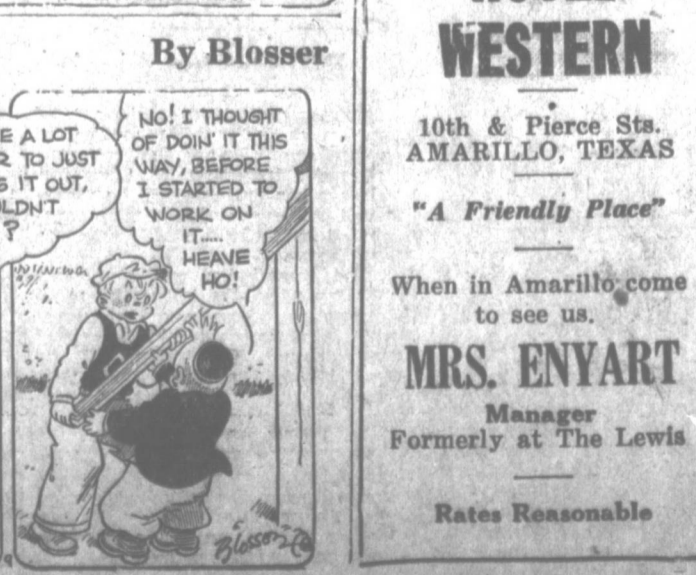 By Blosser
E A LOT
R TO JUST
S IT OUT,
ULDN'T
?
NO! I THOUGHT
OF DOIN' IT THIS
WAY, BEFORE
I STARTED TO
WORK ON
IT.....
HEAVE
HO!
Blosser
WESTERN
10th & Pierce Sts.
AMARILLO, TEXAS
"A Friendly Place"
When in Amarillo come
to see us.
MRS. ENYART
Manager
Formerly at The Lewis
Rates Reasonable